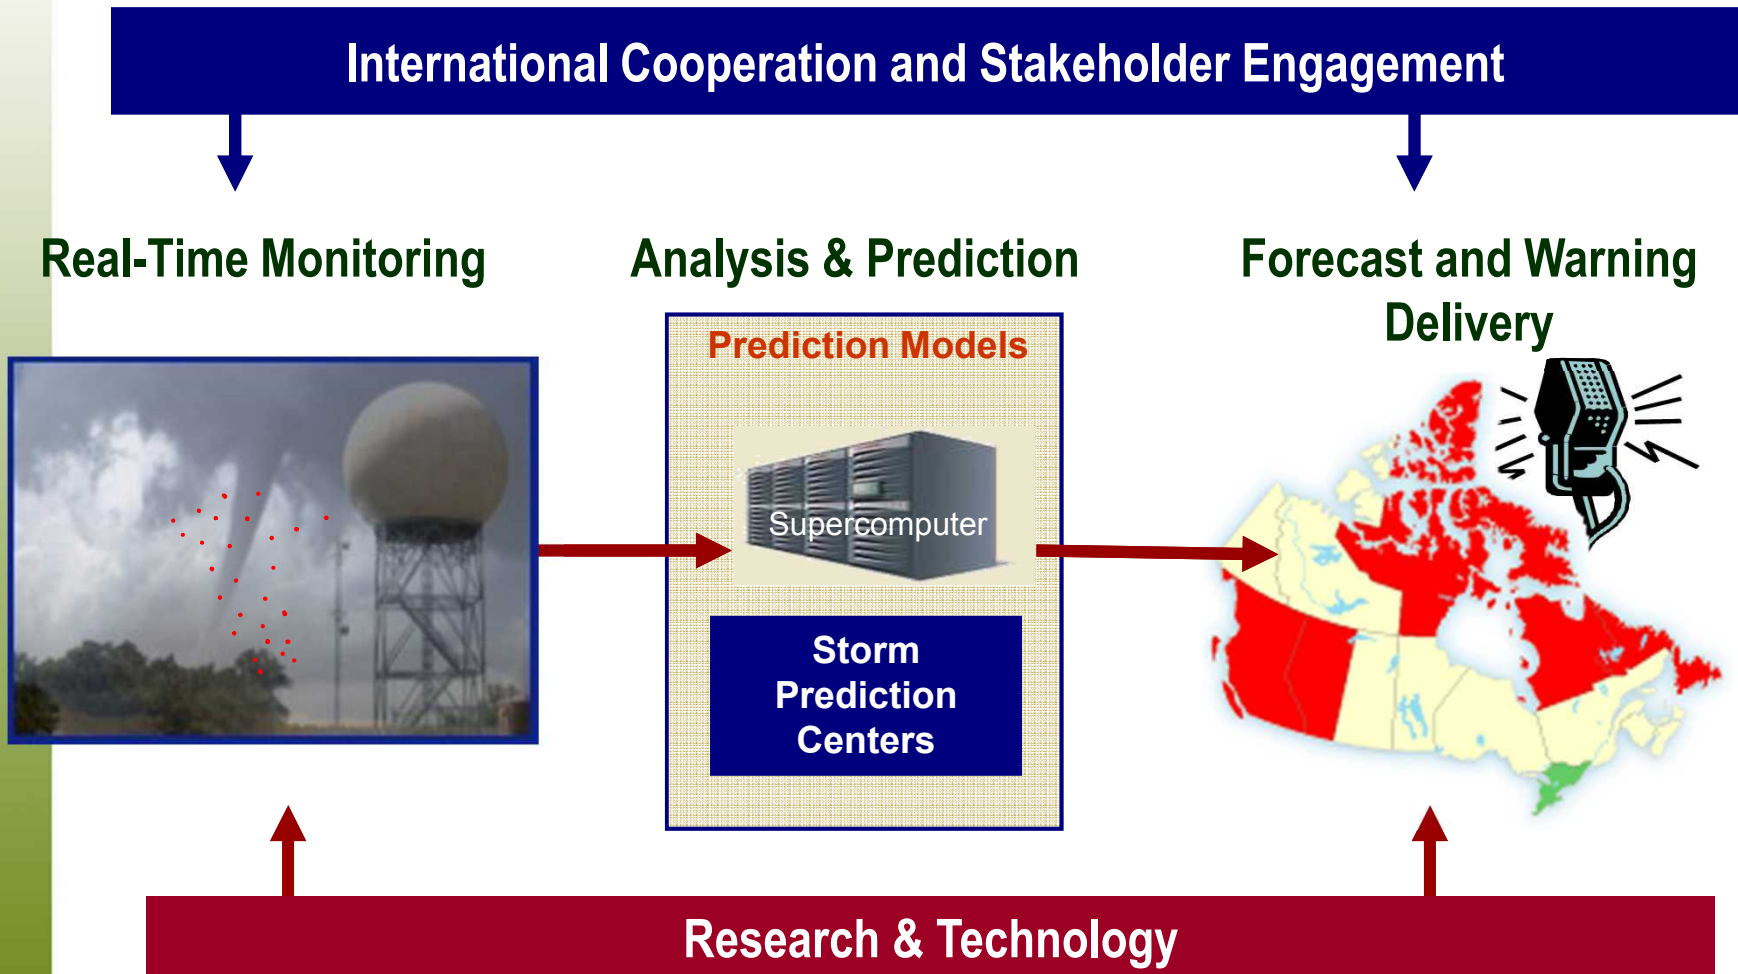 International Cooperation and Stakeholder Engagement
Real-Time Monitoring
Analysis & Prediction
Forecast and Warning
Delivery
Prediction Models
Supercomputer
Storm
Prediction
Centers
Research & Technology